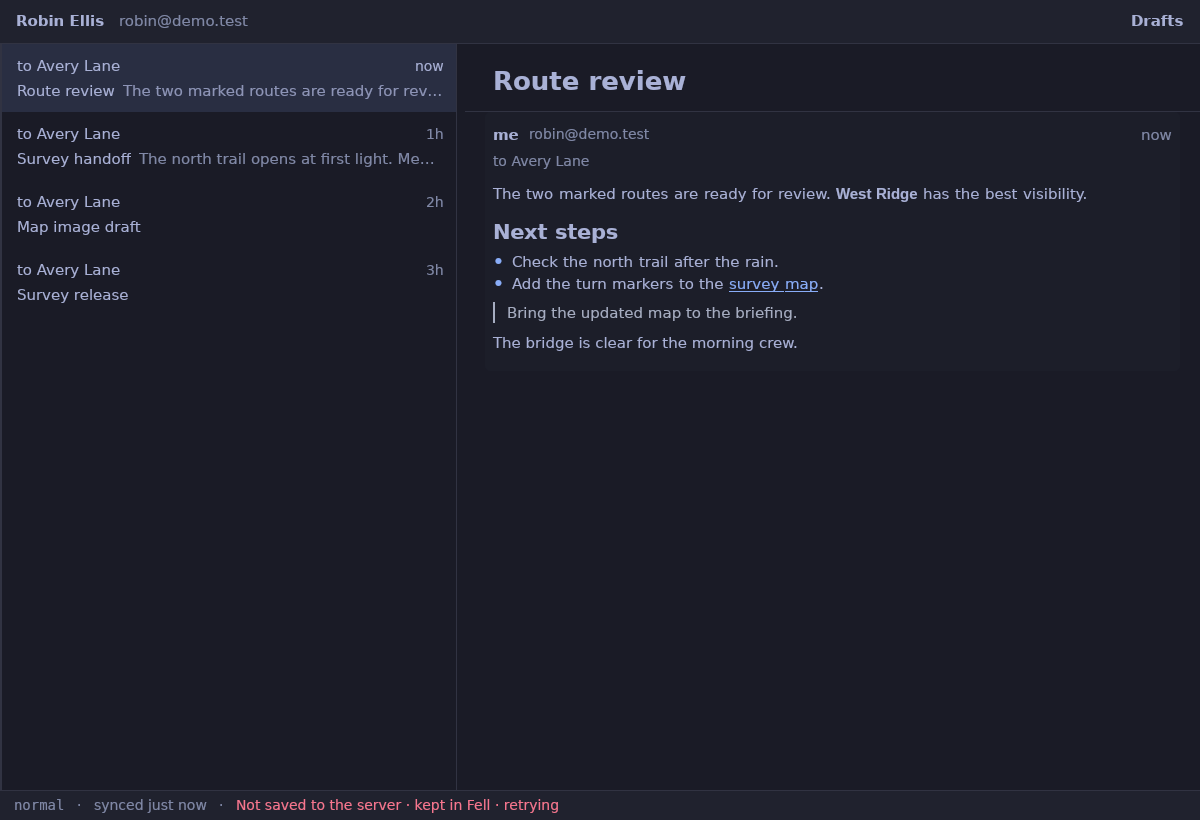 Robin Ellis robin@demo.test Drafts
to Avery Lane now
Route review The two marked routes are ready for rev…
to Avery Lane 1h
Survey handoff The north trail opens at first light. Me…
to Avery Lane 2h
Map image draft
to Avery Lane 3h
Survey release
Route review
me robin@demo.test now
to Avery Lane
The two marked routes are ready for review. West Ridge has the best visibility.
Next steps
• Check the north trail after the rain.
• Add the turn markers to the survey map.
Bring the updated map to the briefing.
The bridge is clear for the morning crew.
normal · synced just now · Not saved to the server · kept in Fell · retrying